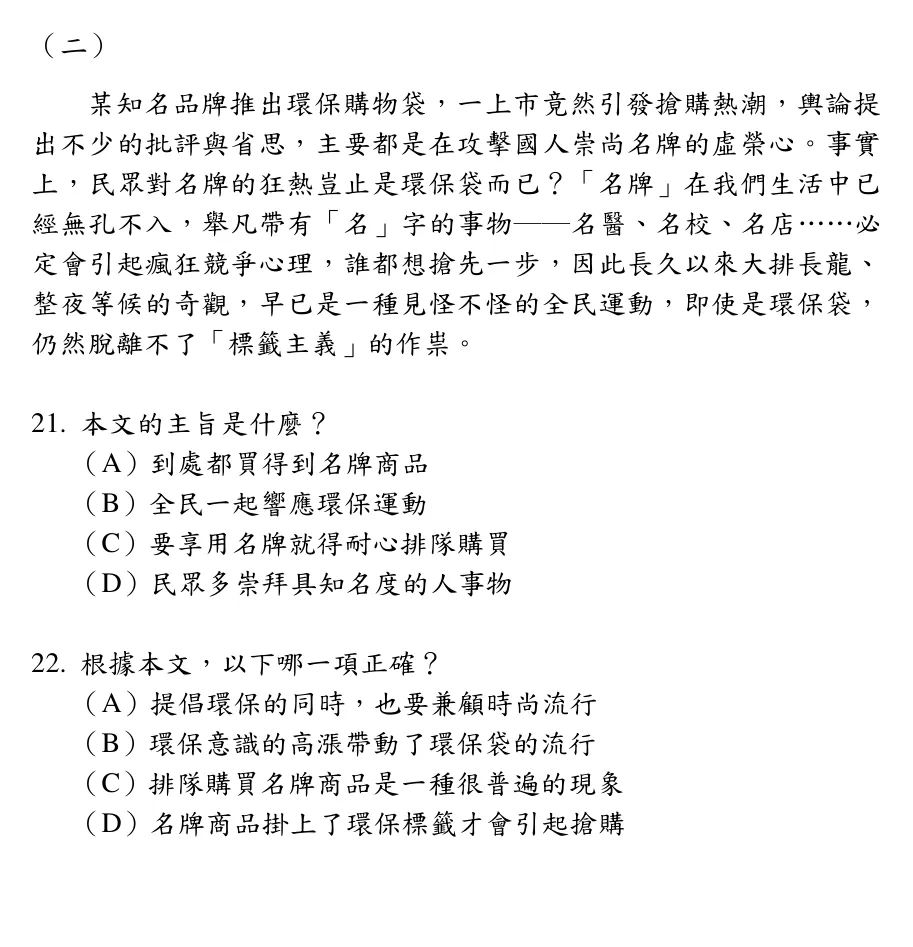 （二）
某知名品牌推出環保購物袋，一上市竟然引發搶購熱潮，輿論提
出不少的批評與省思，主要都是在攻擊國人崇尚名牌的虛榮心。事實
上，民眾對名牌的狂熱豈止是環保袋而已？「名牌」在我們生活中已
經無孔不入，舉凡帶有「名」字的事物——名醫、名校、名店……必
定會引起瘋狂競爭心理，誰都想搶先一步，因此長久以來大排長龍、
整夜等候的奇觀，早已是一種見怪不怪的全民運動，即使是環保袋，
仍然脫離不了「標籤主義」的作祟。
21. 本文的主旨是什麼？
（A）到處都買得到名牌商品
（B）全民一起響應環保運動
（C）要享用名牌就得耐心排隊購買
（D）民眾多崇拜具知名度的人事物
22. 根據本文，以下哪一項正確？
（A）提倡環保的同時，也要兼顧時尚流行
（B）環保意識的高漲帶動了環保袋的流行
（C）排隊購買名牌商品是一種很普遍的現象
（D）名牌商品掛上了環保標籤才會引起搶購